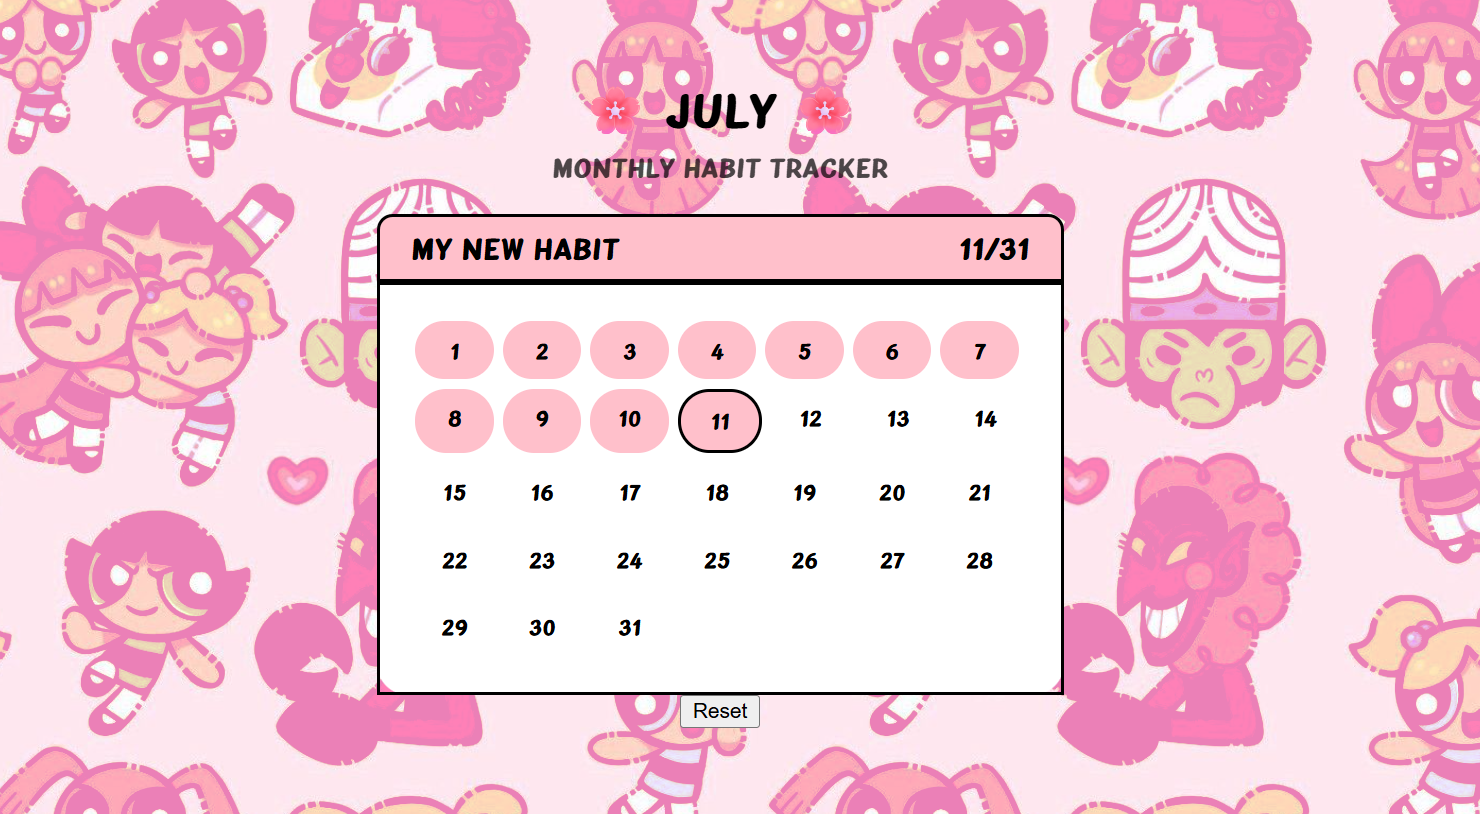 🌸 JULY 🌸
MONTHLY HABIT TRACKER
MY NEW HABIT 11/31
1 2 3 4 5 6 7
8 9 10 11 12 13 14
15 16 17 18 19 20 21
22 23 24 25 26 27 28
29 30 31
Reset